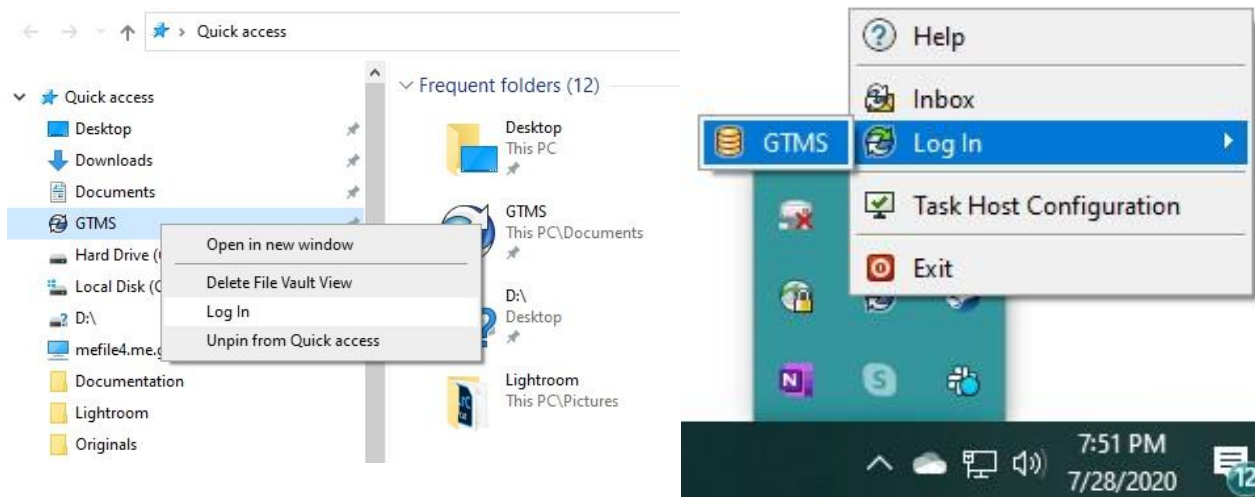 Quick access
Quick access
Desktop
Downloads
Documents
GTMS
Hard Drive (
Local Disk (C
D:\
mefile4.me.g
Documentation
Lightroom
Originals
Open in new window
Delete File Vault View
Log In
Unpin from Quick access
Frequent folders (12)
Desktop
This PC
GTMS
This PC\Documents
D:\
Desktop
Lightroom
This PC\Pictures
Help
Inbox
GTMS
Log In
Task Host Configuration
Exit
7:51 PM
7/28/2020
12